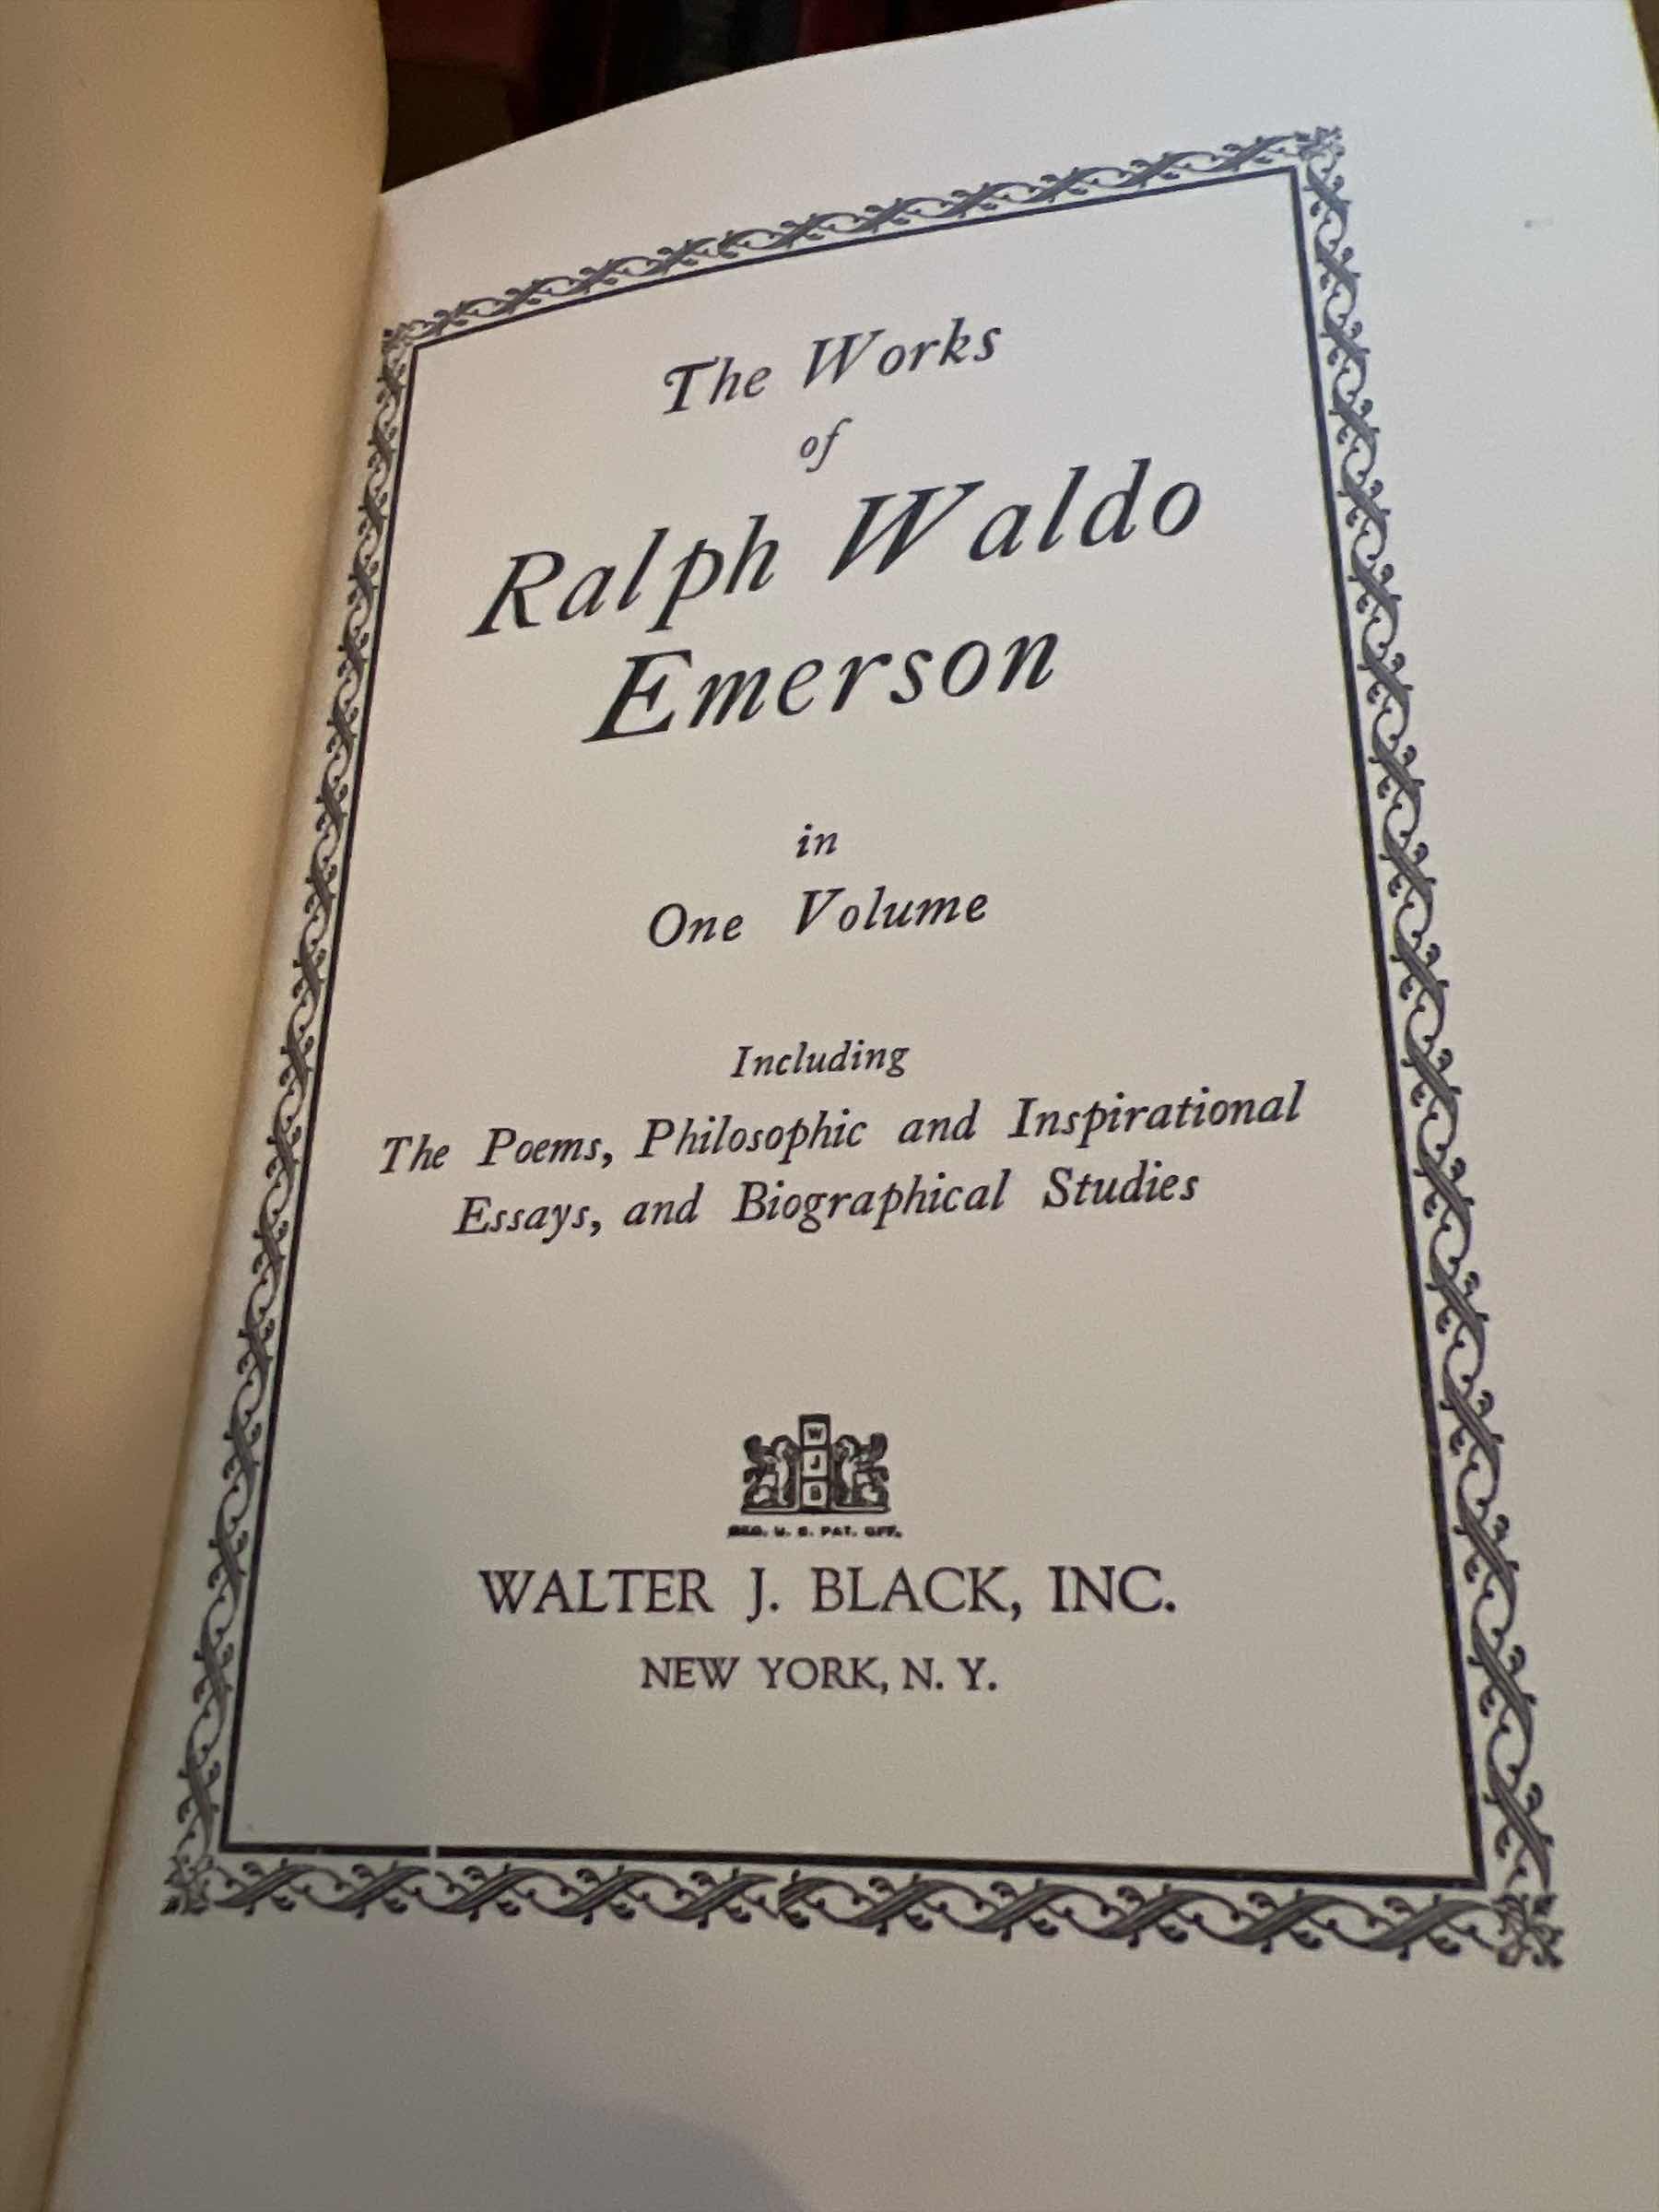 The Works
of
Ralph Waldo
Emerson
in
One Volume
Including
The Poems, Philosophic and Inspirational
Essays, and Biographical Studies
W
J
B
REG. U. S. PAT. OFF.
WALTER J. BLACK, INC.
NEW YORK, N. Y.